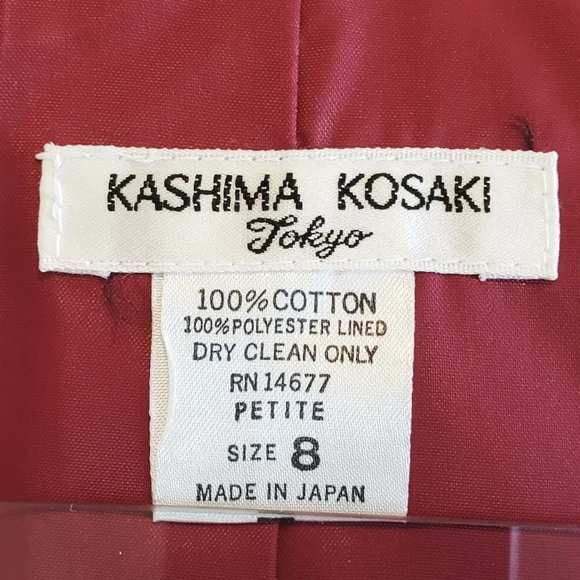 KASHIMA KOSAKI
Tokyo
100% COTTON
100% POLYESTER LINED
DRY CLEAN ONLY
RN 14677
PETITE
SIZE 8
MADE IN JAPAN